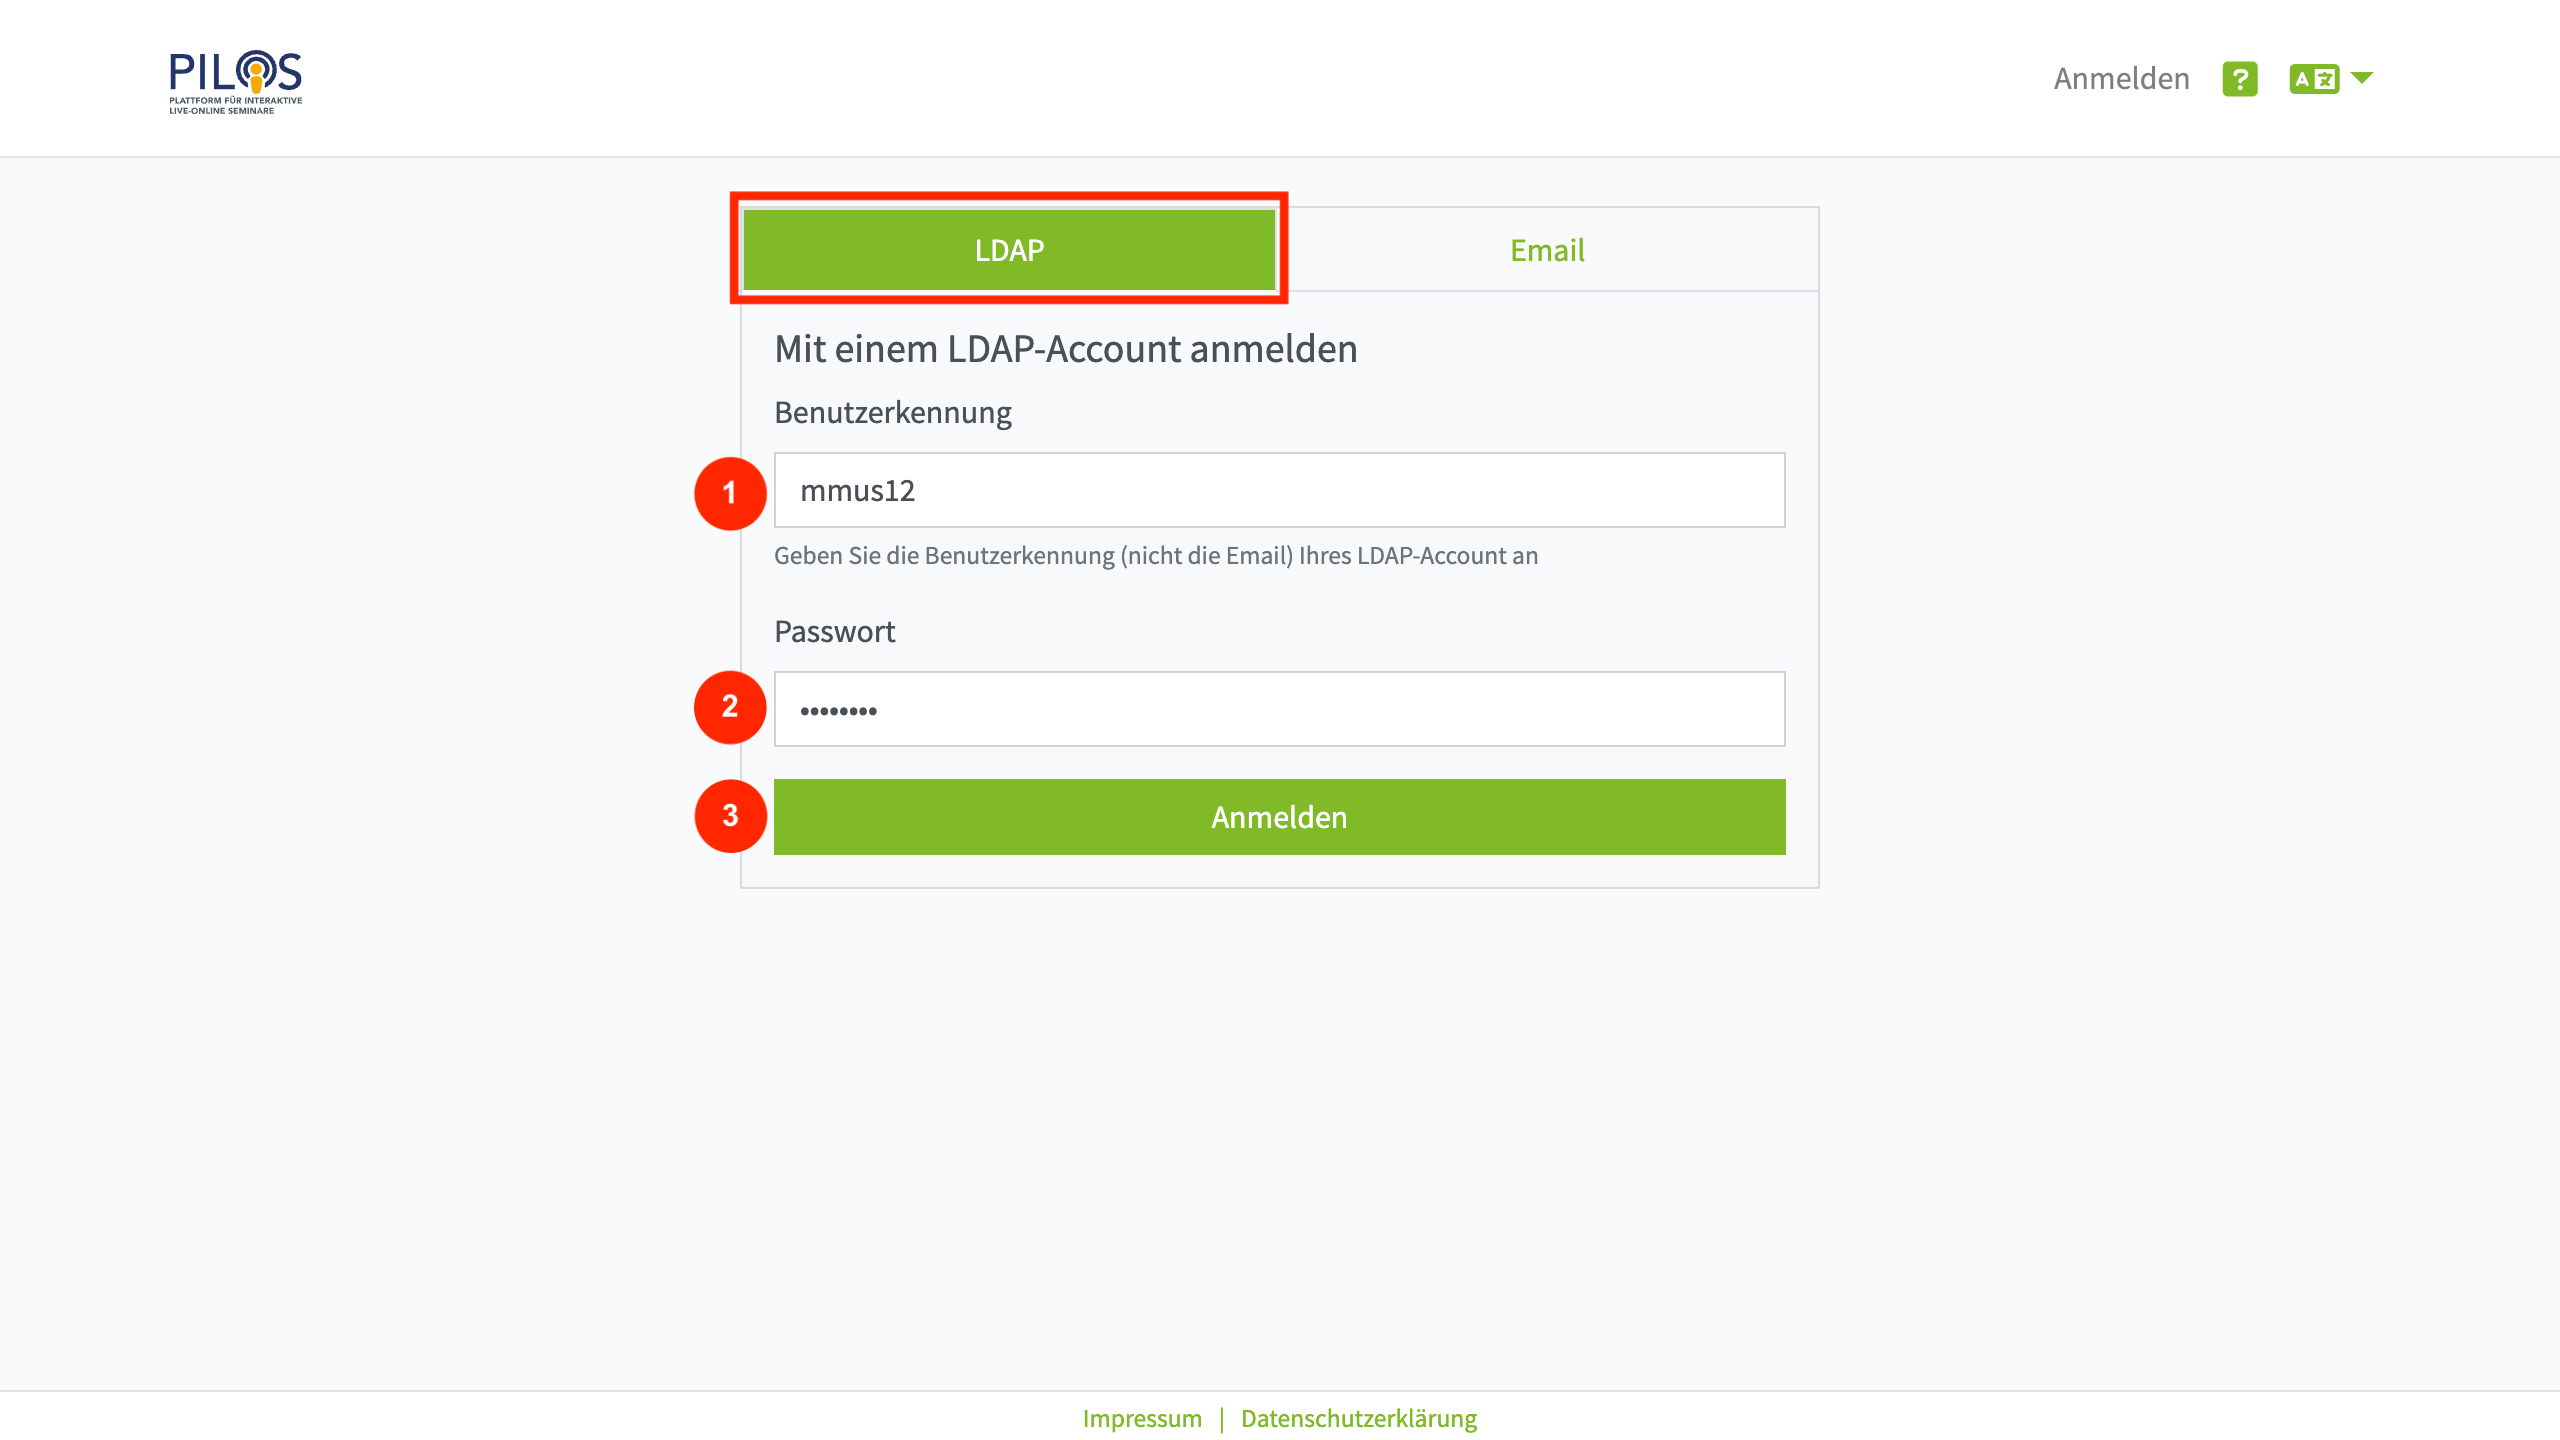 PILOS
PLATTFORM FÜR INTERAKTIVE
LIVE-ONLINE SEMINARE
Anmelden
?
A
LDAP
Email
Mit einem LDAP-Account anmelden
Benutzerkennung
1
mmus12
Geben Sie die Benutzerkennung (nicht die Email) Ihres LDAP-Account an
Passwort
2
••••••••
3
Anmelden
Impressum | Datenschutzerklärung